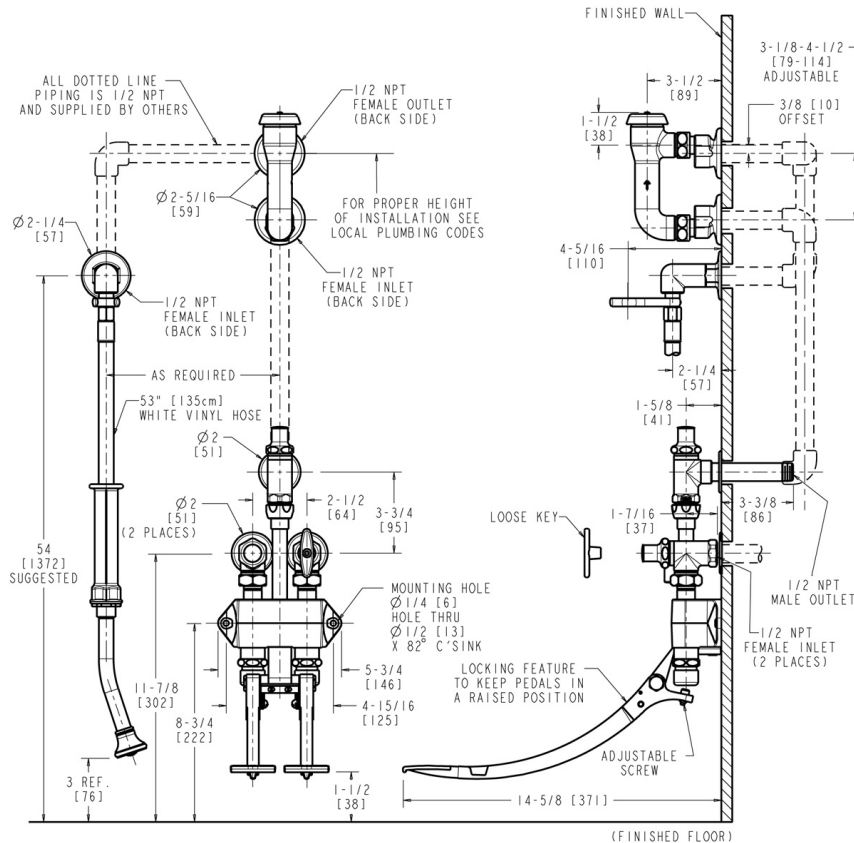 FINISHED WALL
3-1/8-4-1/2
[79-114]
ADJUSTABLE
3-1/2
[89]
1-1/2
[38]
3/8 [10]
OFFSET
ALL DOTTED LINE
PIPING IS 1/2 NPT
AND SUPPLIED BY OTHERS
1/2 NPT
FEMALE OUTLET
(BACK SIDE)
Ø2-5/16
[59]
FOR PROPER HEIGHT
OF INSTALLATION SEE
LOCAL PLUMBING CODES
Ø2-1/4
[57]
4-5/16
[110]
1/2 NPT
FEMALE INLET
(BACK SIDE)
1/2 NPT
FEMALE INLET
(BACK SIDE)
AS REQUIRED
2-1/4
[57]
53" [135cm]
WHITE VINYL HOSE
1-5/8
[41]
Ø2
[51]
2-1/2
[64]
3-3/4
[95]
Ø2
[51]
(2 PLACES)
LOOSE KEY
1-7/16
[37]
3-3/8
[86]
54
[1372]
SUGGESTED
MOUNTING HOLE
Ø1/4 [6]
HOLE THRU
Ø1/2 [13]
X 82° C'SINK
1/2 NPT
MALE OUTLET
1/2 NPT
FEMALE INLET
(2 PLACES)
5-3/4
[146]
4-15/16
[125]
LOCKING FEATURE
TO KEEP PEDALS IN
A RAISED POSITION
11-7/8
[302]
8-3/4
[222]
ADJUSTABLE
SCREW
3 REF.
[76]
1-1/2
[38]
14-5/8 [371]
(FINISHED FLOOR)